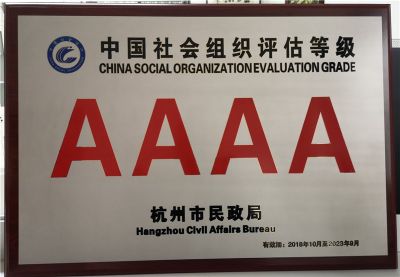 中国社会组织评估等级
CHINA SOCIAL ORGANIZATION EVALUATION GRADE
AAAA
杭州市民政局
Hangzhou Civil Affairs Bureau
有效期：2018年10月至2023年9月